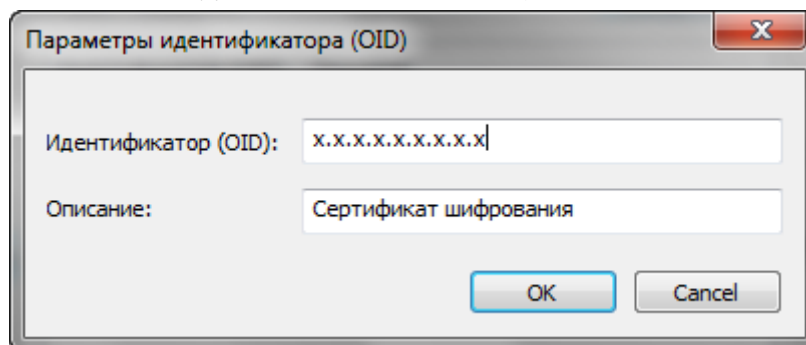 Параметры идентификатора (OID)
Идентификатор (OID): x.x.x.x.x.x.x.x.x
Описание: Сертификат шифрования
OK Cancel